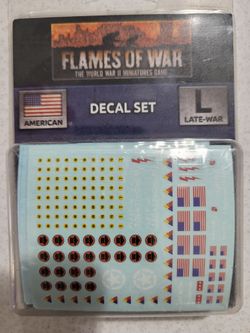 FLAMES OF WAR
THE WORLD WAR II MINIATURES GAME
AMERICAN
DECAL SET
L
LATE-WAR